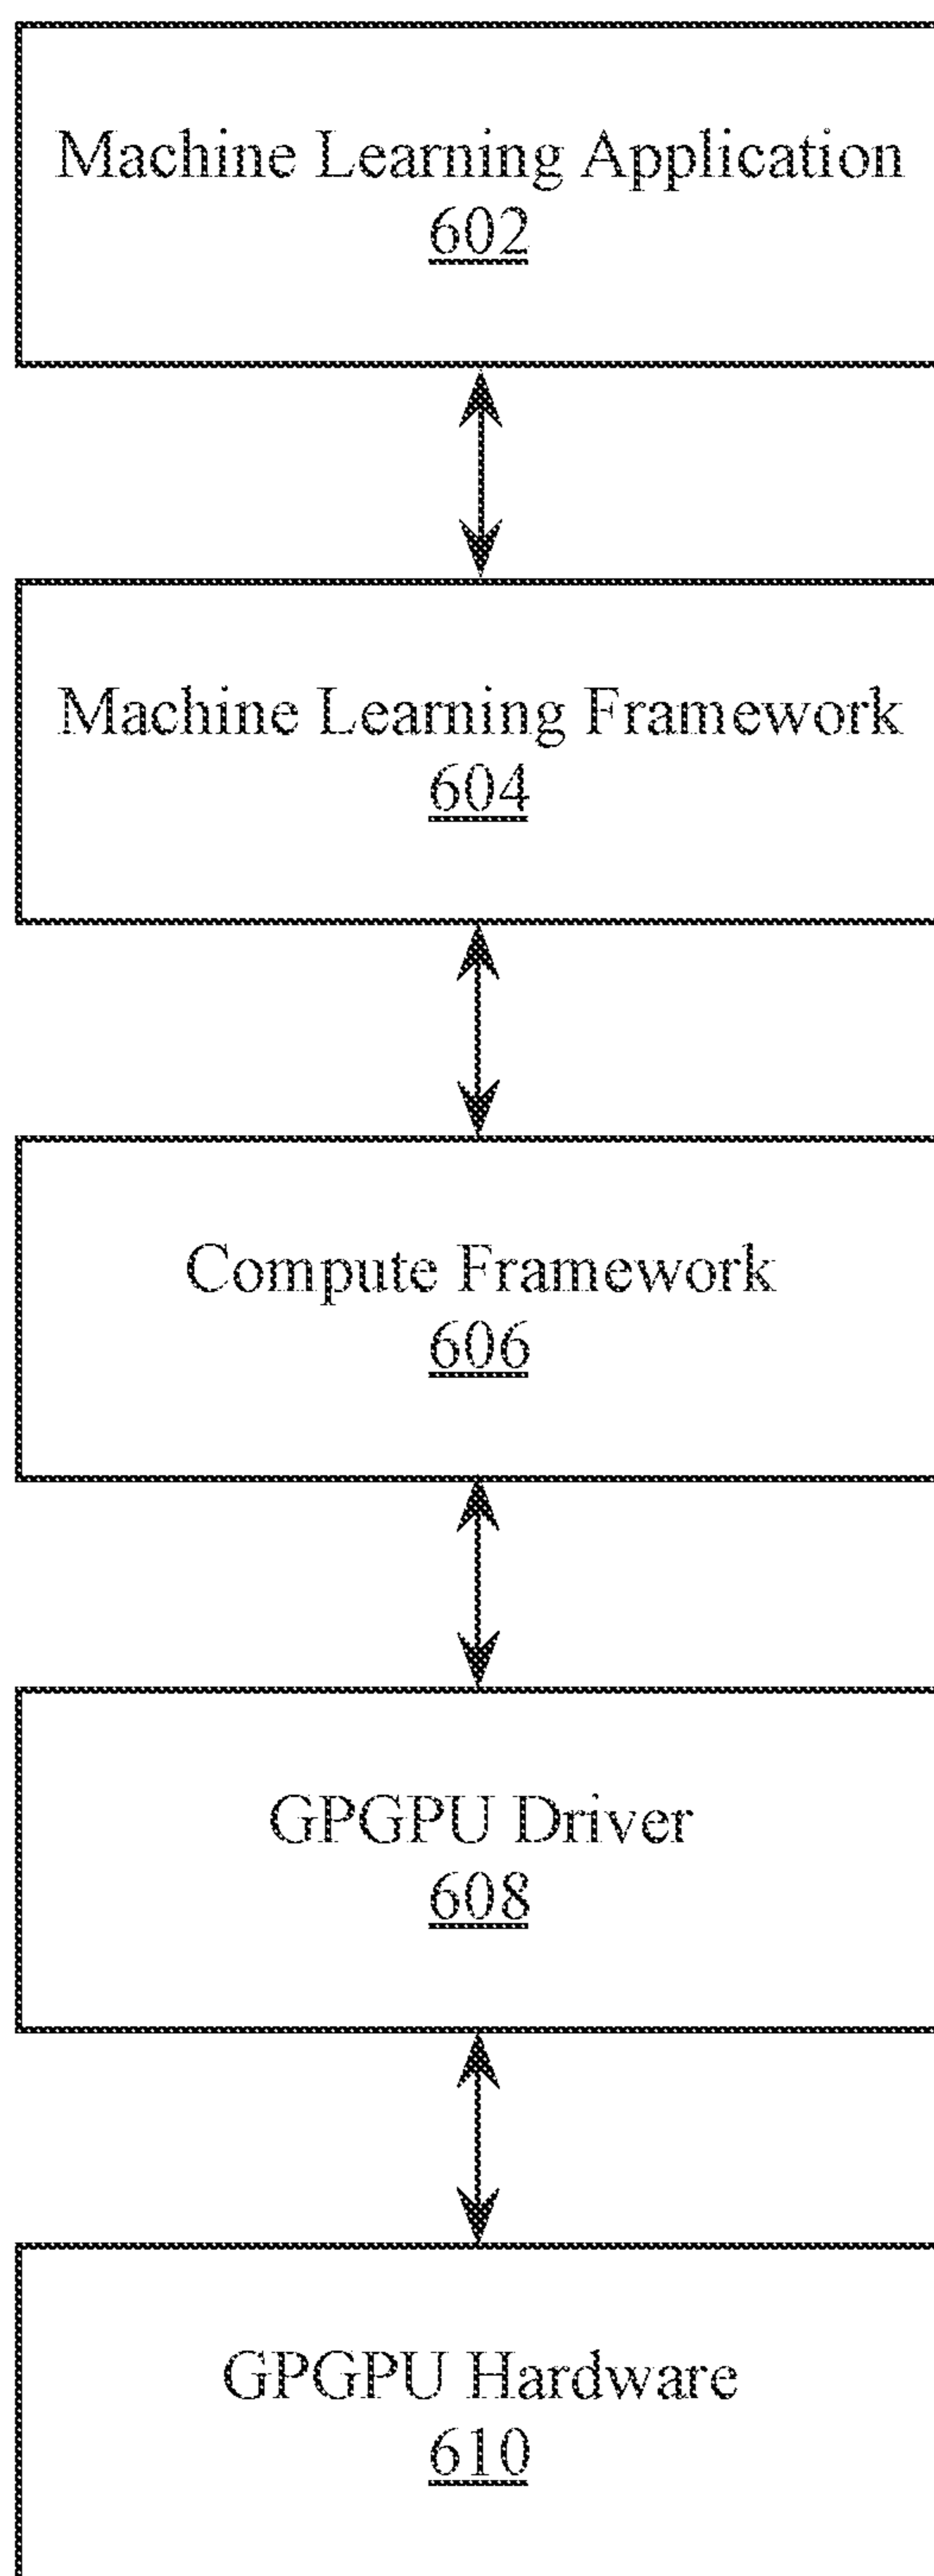 Machine Learning Application
602
Machine Learning Framework
604
Compute Framework
606
GPGPU Driver
608
GPGPU Hardware
610